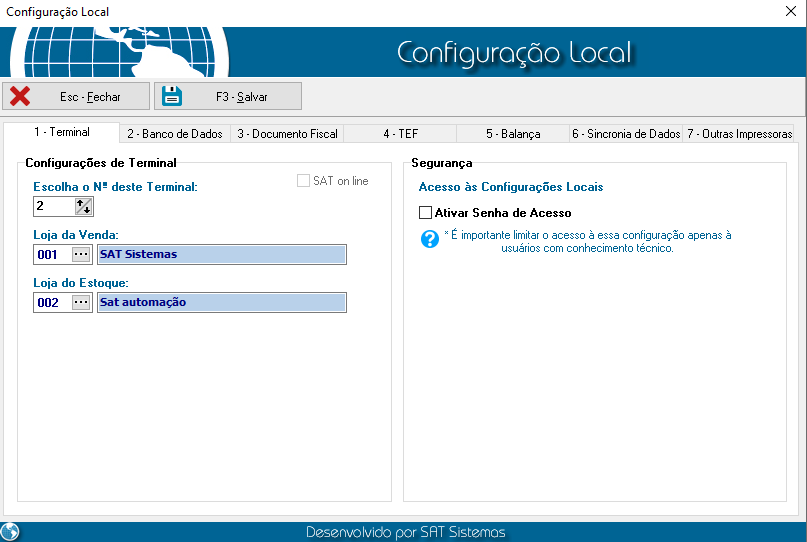 Configuração Local
Configuração Local
Esc - Fechar
F3 - Salvar
1 - Terminal
2 - Banco de Dados
3 - Documento Fiscal
4 - TEF
5 - Balança
6 - Sincronia de Dados
7 - Outras Impressoras
Configurações de Terminal
Escolha o Nº deste Terminal:
SAT on line
2
Loja da Venda:
001 ... SAT Sistemas
Loja do Estoque:
002 ... Sat automação
Segurança
Acesso às Configurações Locais
Ativar Senha de Acesso
* É importante limitar o acesso à essa configuração apenas à
usuários com conhecimento técnico.
Desenvolvido por SAT Sistemas